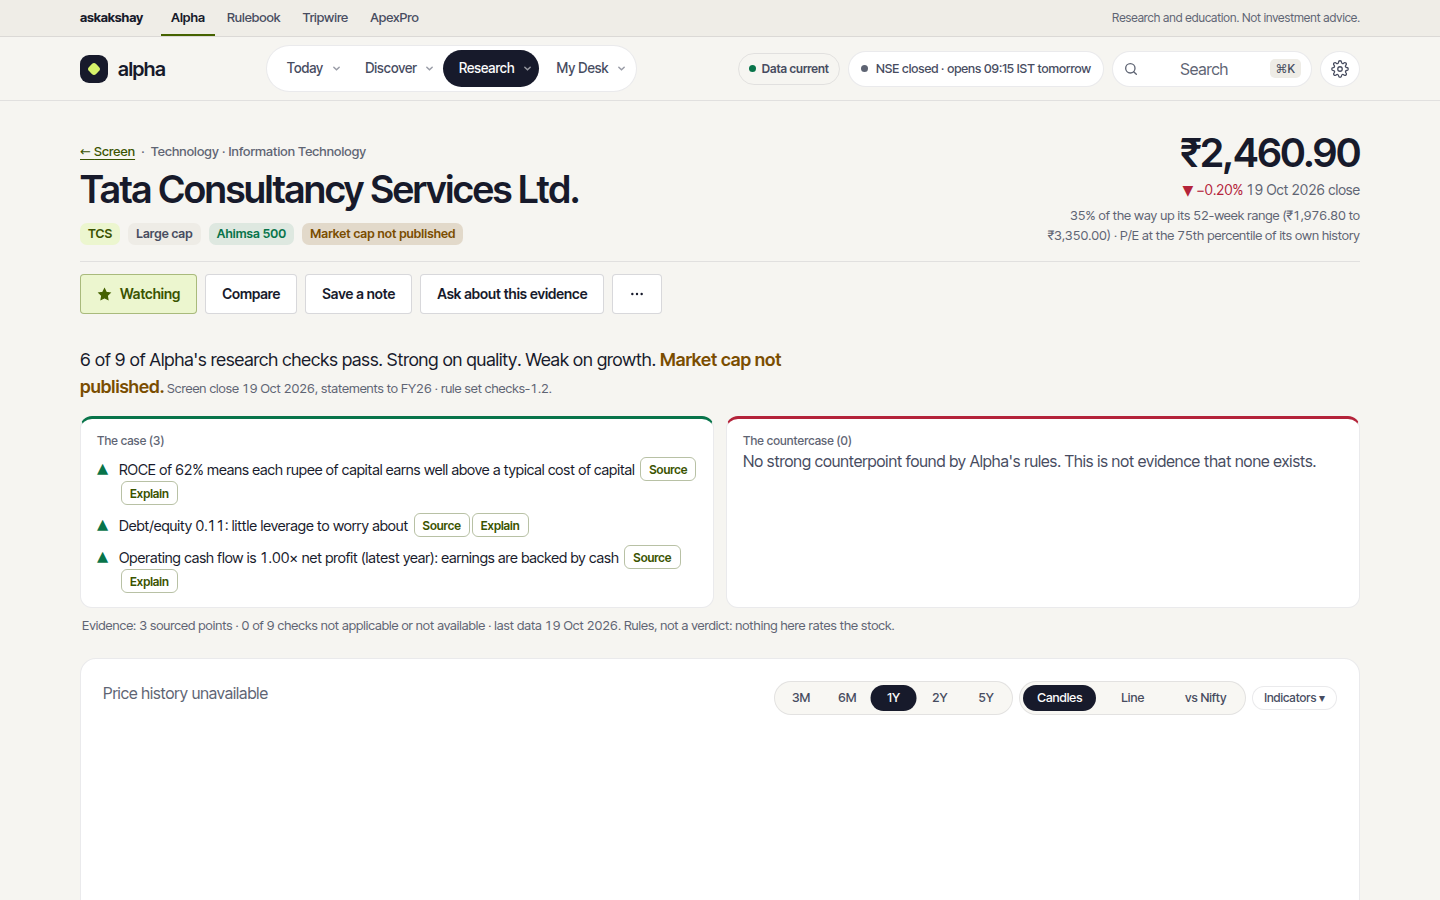 askakshay Alpha Rulebook Tripwire ApexPro Research and education. Not investment advice.
alpha Today Discover Research My Desk Data current NSE closed · opens 09:15 IST tomorrow Search ⌘K
← Screen · Technology · Information Technology
Tata Consultancy Services Ltd.
TCS Large cap Ahimsa 500 Market cap not published
₹2,460.90
▼ −0.20% 19 Oct 2026 close
35% of the way up its 52-week range (₹1,976.80 to
₹3,350.00) · P/E at the 75th percentile of its own history
★ Watching Compare Save a note Ask about this evidence ···
6 of 9 of Alpha's research checks pass. Strong on quality. Weak on growth. Market cap not
published. Screen close 19 Oct 2026, statements to FY26 · rule set checks-1.2.
The case (3)
▲ ROCE of 62% means each rupee of capital earns well above a typical cost of capital Source
Explain
▲ Debt/equity 0.11: little leverage to worry about Source Explain
▲ Operating cash flow is 1.00× net profit (latest year): earnings are backed by cash Source
Explain
The countercase (0)
No strong counterpoint found by Alpha's rules. This is not evidence that none exists.
Evidence: 3 sourced points · 0 of 9 checks not applicable or not available · last data 19 Oct 2026. Rules, not a verdict: nothing here rates the stock.
Price history unavailable 3M 6M 1Y 2Y 5Y Candles Line vs Nifty Indicators ▾